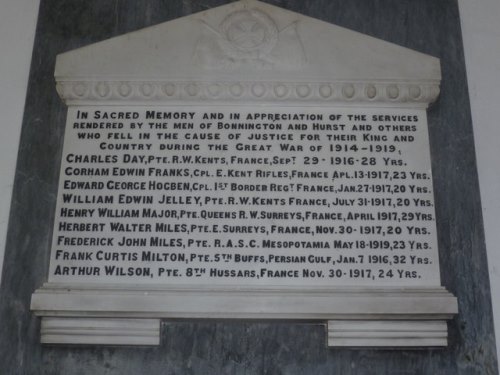 IN SACRED MEMORY AND IN APPRECIATION OF THE SERVICES
RENDERED BY THE MEN OF BONNINGTON AND HURST AND OTHERS
WHO FELL IN THE CAUSE OF JUSTICE FOR THEIR KING AND
COUNTRY DURING THE GREAT WAR OF 1914-1919,
CHARLES DAY, PTE. R.W. KENTS, FRANCE, SEPT 29-1916-28 YRS.
GORHAM EDWIN FRANKS, CPL. E. KENT RIFLES, FRANCE APL. 13-1917, 23 YRS.
EDWARD GEORGE HOGBEN, CPL. 1ST BORDER REGT FRANCE, JAN. 27-1917, 20 YRS.
WILLIAM EDWIN JELLEY, PTE. R.W. KENTS FRANCE, JULY 31-1917, 20 YRS.
HENRY WILLIAM MAJOR, PTE. QUEENS R.W. SURREYS, FRANCE, APRIL 1917, 29 YRS.
HERBERT WALTER MILES, PTE. E. SURREYS, FRANCE, NOV. 30-1917, 20 YRS.
FREDERICK JOHN MILES, PTE. R.A.S.C. MESOPOTAMIA MAY 18-1919, 23 YRS.
FRANK CURTIS MILTON, PTE. 5TH BUFFS, PERSIAN GULF, JAN. 7 1916, 32 YRS.
ARTHUR WILSON, PTE. 8TH HUSSARS, FRANCE NOV. 30-1917, 24 YRS.